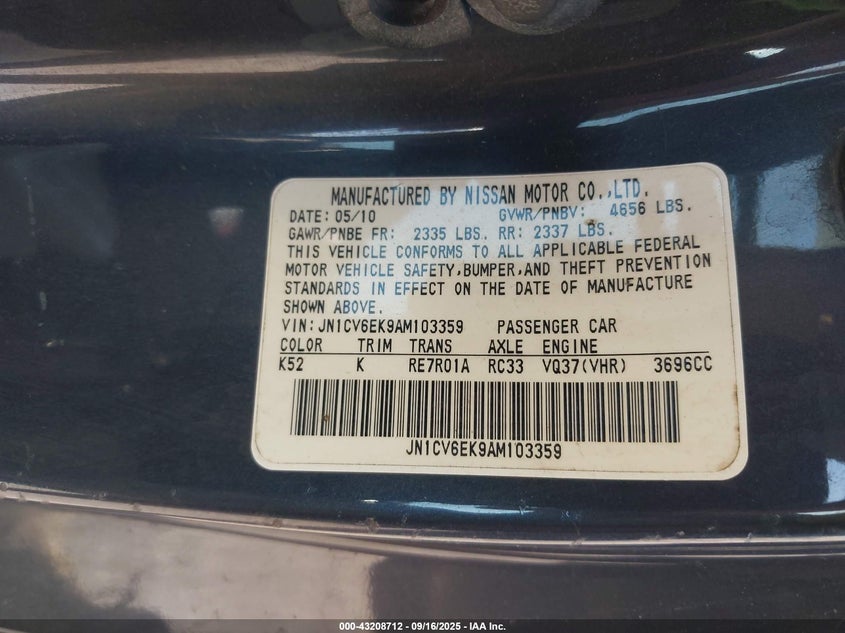 MANUFACTURED BY NISSAN MOTOR CO.,LTD.
DATE: 05/10 GVWR/PNBV: 4656 LBS.
GAWR/PNBE FR: 2335 LBS. RR: 2337 LBS.
THIS VEHICLE CONFORMS TO ALL APPLICABLE FEDERAL
MOTOR VEHICLE SAFETY,BUMPER,AND THEFT PREVENTION
STANDARDS IN EFFECT ON THE DATE OF MANUFACTURE
SHOWN ABOVE.
VIN:JN1CV6EK9AM103359 PASSENGER CAR
COLOR TRIM TRANS AXLE ENGINE
K52 K RE7R01A RC33 VQ37(VHR) 3696CC
JN1CV6EK9AM103359
000-43208712 - 09/16/2025 - IAA Inc.